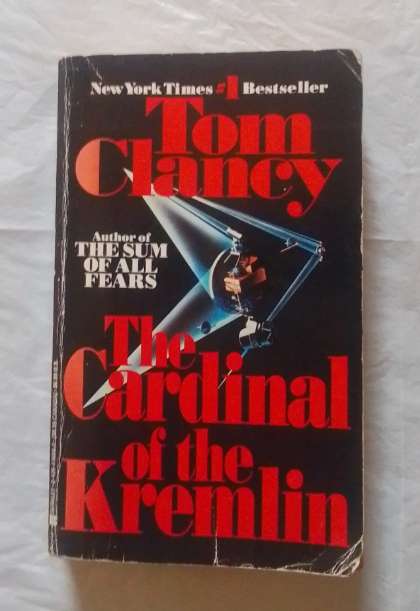 New York Times #1 Bestseller
Tom
Clancy
Author of
THE SUM
OF ALL
FEARS
The
Cardinal
of the
Kremlin